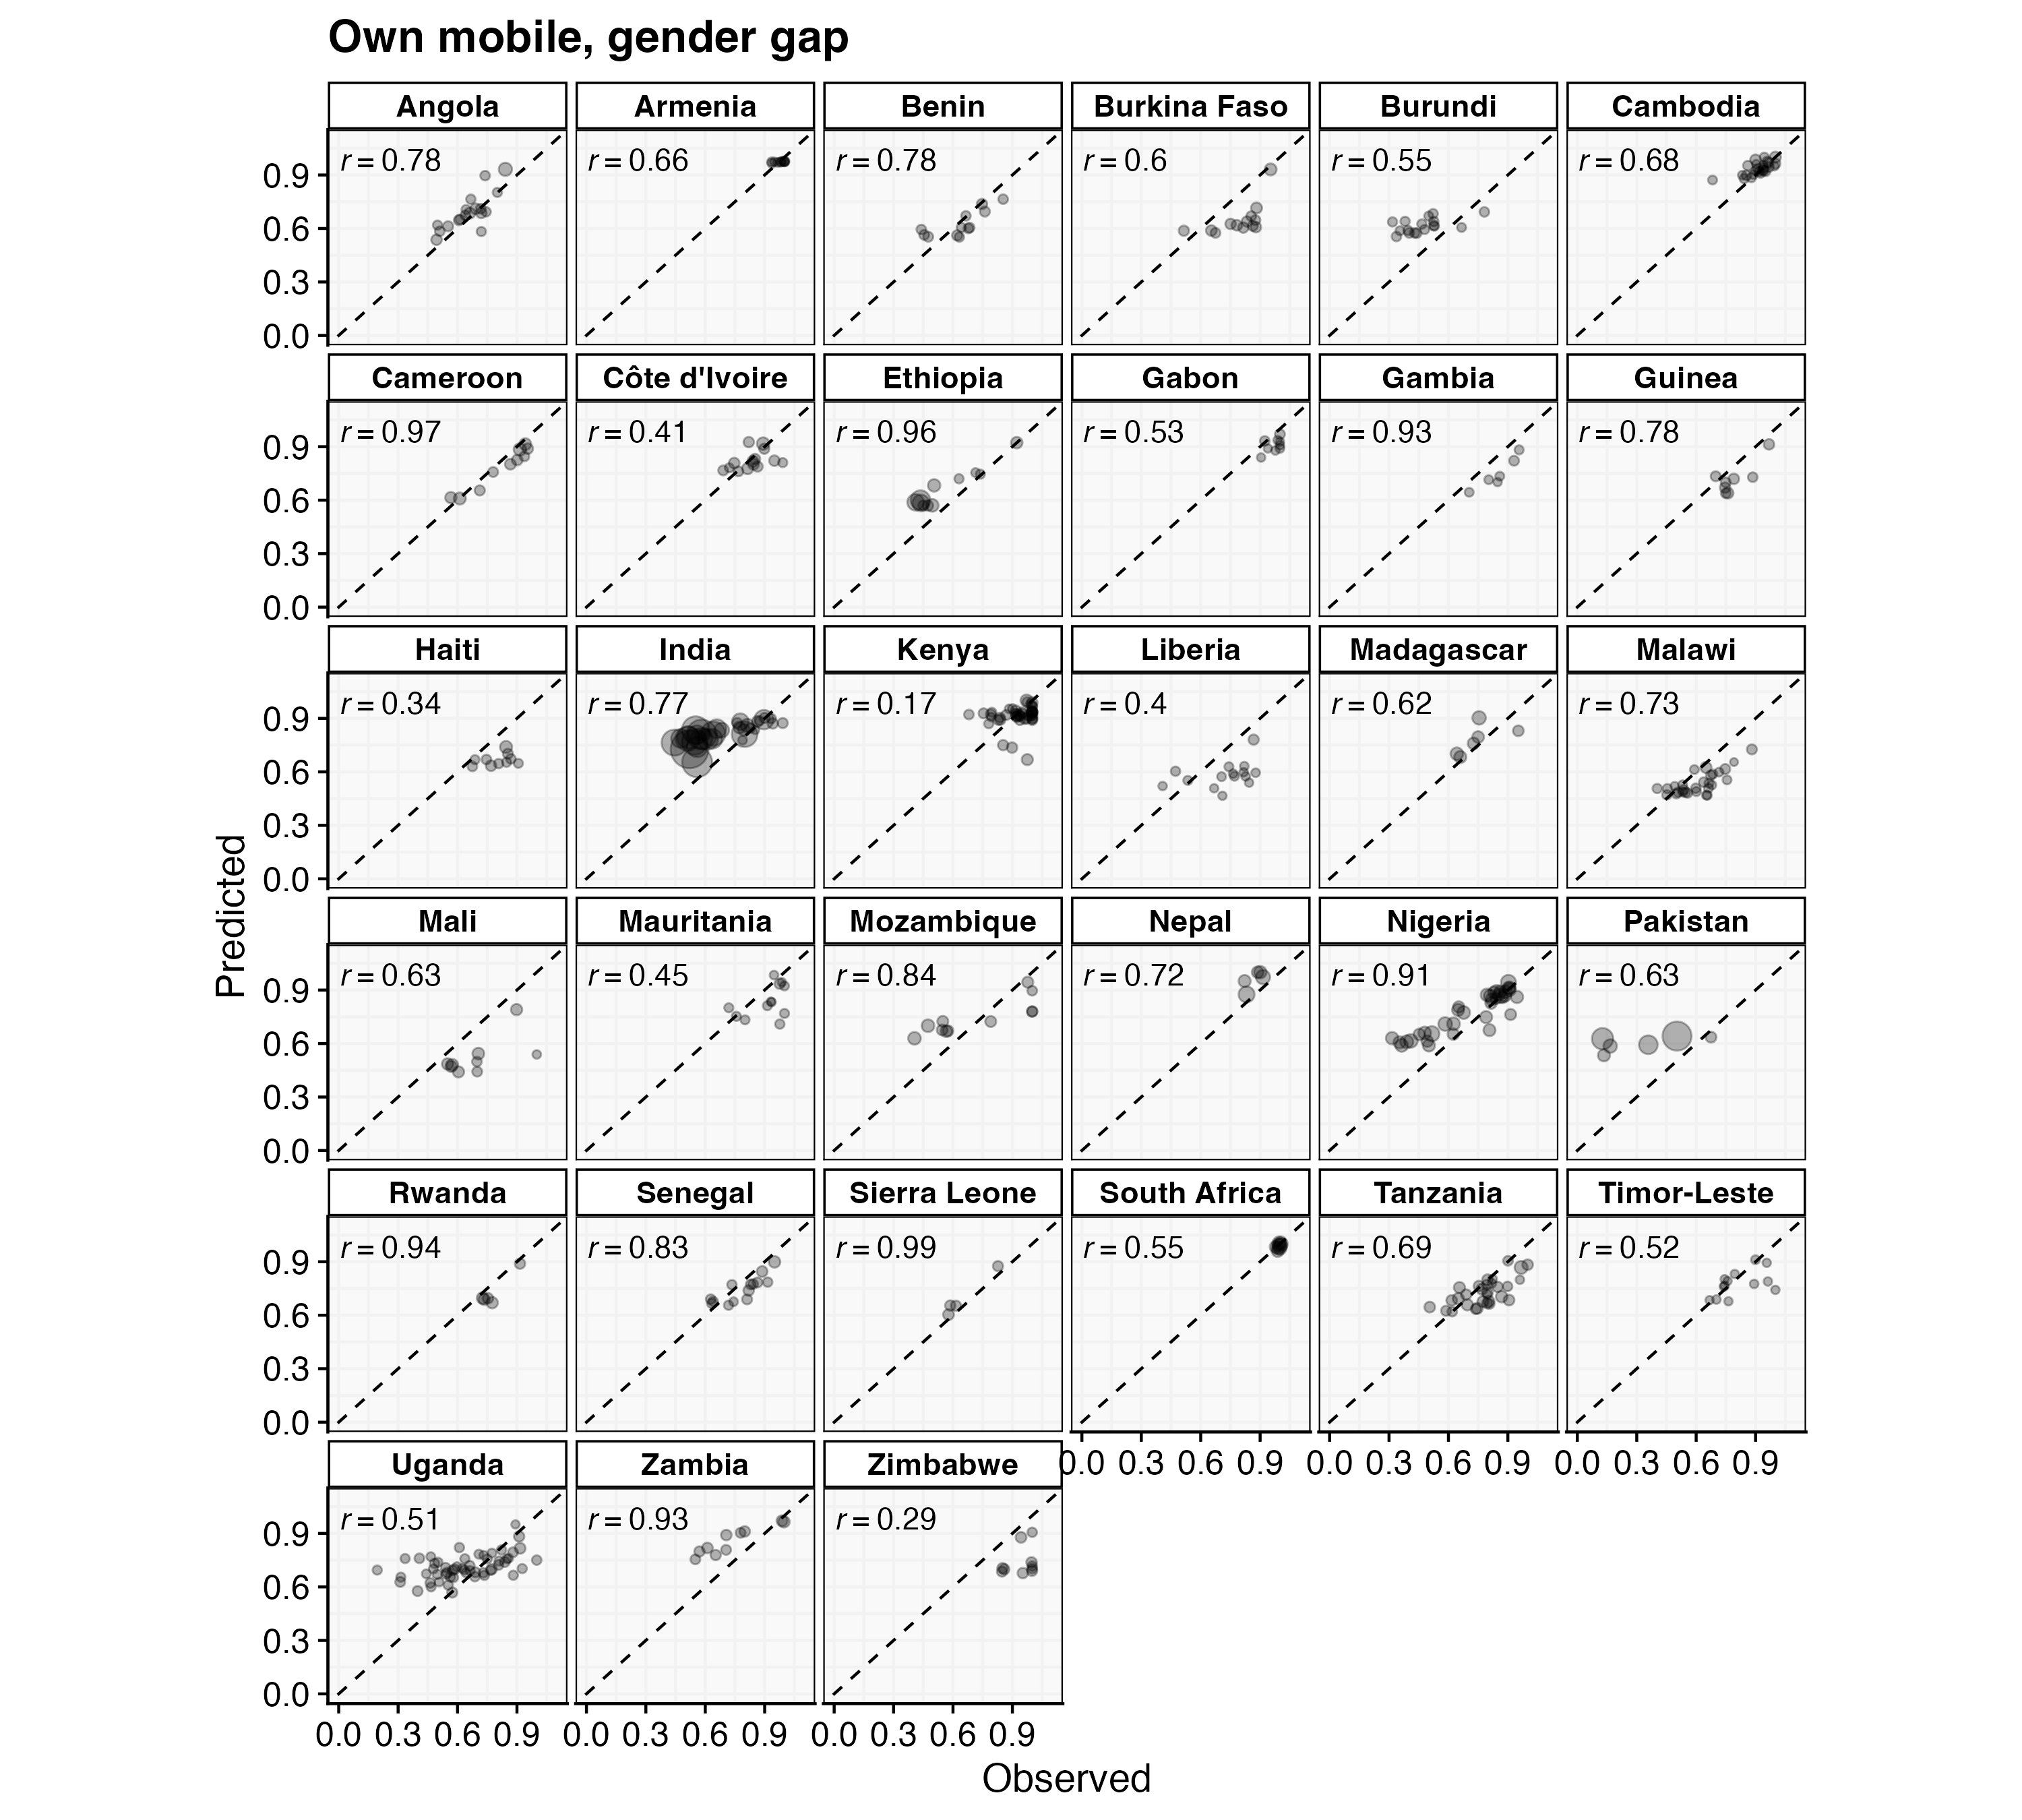 Own mobile, gender gap
Angola Armenia Benin Burkina Faso Burundi Cambodia
r = 0.78 r = 0.66 r = 0.78 r = 0.6 r = 0.55 r = 0.68
0.9
0.6
0.3
0.0
Cameroon Côte d'Ivoire Ethiopia Gabon Gambia Guinea
r = 0.97 r = 0.41 r = 0.96 r = 0.53 r = 0.93 r = 0.78
0.9
0.6
0.3
0.0
Haiti India Kenya Liberia Madagascar Malawi
r = 0.34 r = 0.77 r = 0.17 r = 0.4 r = 0.62 r = 0.73
0.9
0.6
0.3
0.0
Predicted
Mali Mauritania Mozambique Nepal Nigeria Pakistan
r = 0.63 r = 0.45 r = 0.84 r = 0.72 r = 0.91 r = 0.63
0.9
0.6
0.3
0.0
Rwanda Senegal Sierra Leone South Africa Tanzania Timor-Leste
r = 0.94 r = 0.83 r = 0.99 r = 0.55 r = 0.69 r = 0.52
0.9
0.6
0.3
0.0
Uganda Zambia Zimbabwe 0.0 0.3 0.6 0.9 0.0 0.3 0.6 0.9 0.0 0.3 0.6 0.9
r = 0.51 r = 0.93 r = 0.29
0.9
0.6
0.3
0.0
0.0 0.3 0.6 0.9 0.0 0.3 0.6 0.9 0.0 0.3 0.6 0.9
Observed